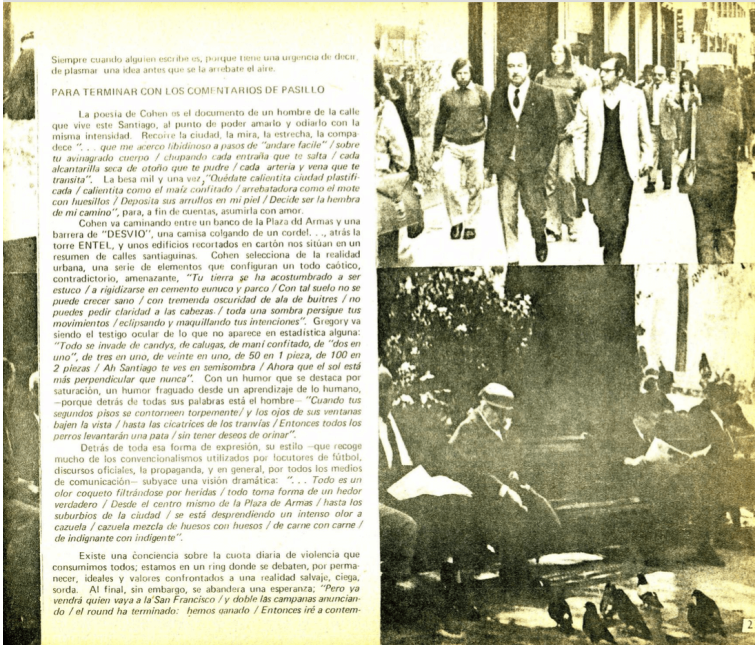 Siempre cuando alguien escribe es, porque tiene una urgencia de decir,
de plasmar una idea antes que se la arrebate el aire.
PARA TERMINAR CON LOS COMENTARIOS DE PASILLO
La poesía de Cohen es el documento de un hombre de la calle
que vive este Santiago, al punto de poder amarlo y odiarlo con la
misma intensidad. Recorre la ciudad, la mira, la estrecha, la compa-
dece ". . . que me acerco libidinoso a pasos de "andare facile" / sobre
tu avinagrado cuerpo / chupando cada entraña que te salta / cada
alcantarilla seca de otoño que te pudre / cada arteria y vena que te
transita". La besa mil y una vez, "Quédate calientita ciudad plastifi-
cada / calientita como el maíz confitado / arrebatadora como el mote
con huesillos / Deposita sus arrullos en mi piel / Decide ser la hembra
de mi camino", para, a fin de cuentas, asumirla con amor.
Cohen va caminando entre un banco de la Plaza dd Armas y una
barrera de "DESVIO", una camisa colgando de un cordel. . ., atrás la
torre ENTEL, y unos edificios recortados en cartón nos sitúan en un
resumen de calles santiaguinas. Cohen selecciona de la realidad
urbana, una serie de elementos que configuran un todo caótico,
contradictorio, amenazante, "Tu tierra se ha acostumbrado a ser
estuco / a rigidizarse en cemento eunuco y parco / Con tal suelo no se
puede crecer sano / con tremenda oscuridad de ala de buitres / no
puedes pedir claridad a las cabezas / toda una sombra persigue tus
movimientos / eclipsando y maquillando tus intenciones". Gregory va
siendo el testigo ocular de lo que no aparece en estadística alguna:
"Todo se invade de candys, de calugas, de maní confitado, de "dos en
uno", de tres en uno, de veinte en uno, de 50 en 1 pieza, de 100 en
2 piezas / Ah Santiago te ves en semisombra / Ahora que el sol está
más perpendicular que nunca". Con un humor que se destaca por
saturación, un humor fraguado desde un aprendizaje de lo humano,
—porque detrás de todas sus palabras está el hombre— "Cuando tus
segundos pisos se contorneen torpemente / y los ojos de sus ventanas
bajen la vista / hasta las cicatrices de los tranvías / Entonces todos los
perros levantarán una pata / sin tener deseos de orinar".
Detrás de toda esa forma de expresión, su estilo —que recoge
mucho de los convencionalismos utilizados por locutores de fútbol,
discursos oficiales, la propaganda, y en general, por todos los medios
de comunicación— subyace una visión dramática: ". . . Todo es un
olor coqueto filtrándose por heridas / todo toma forma de un hedor
verdadero / Desde el centro mismo de la Plaza de Armas / hasta los
suburbios de la ciudad / se está desprendiendo un intenso olor a
cazuela / cazuela mezcla de huesos con huesos / de carne con carne /
de indignante con indigente".
Existe una conciencia sobre la cuota diaria de violencia que
consumimos todos; estamos en un ring donde se debaten, por perma-
necer, ideales y valores confrontados a una realidad salvaje, ciega,
sorda. Al final, sin embargo, se abandera una esperanza; "Pero ya
vendrá quien vaya a la San Francisco / y doble las campanas anuncian-
do / el round ha terminado: hemos ganado / Entonces iré a contem-
2